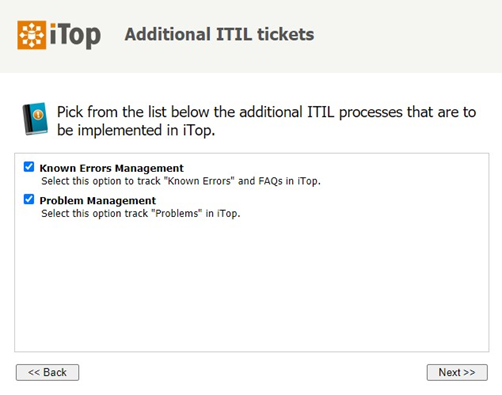 iTop Additional ITIL tickets
Pick from the list below the additional ITIL processes that are to
be implemented in iTop.
Known Errors Management
Select this option to track "Known Errors" and FAQs in iTop.
Problem Management
Select this option track "Problems" in iTop.
<< Back Next >>